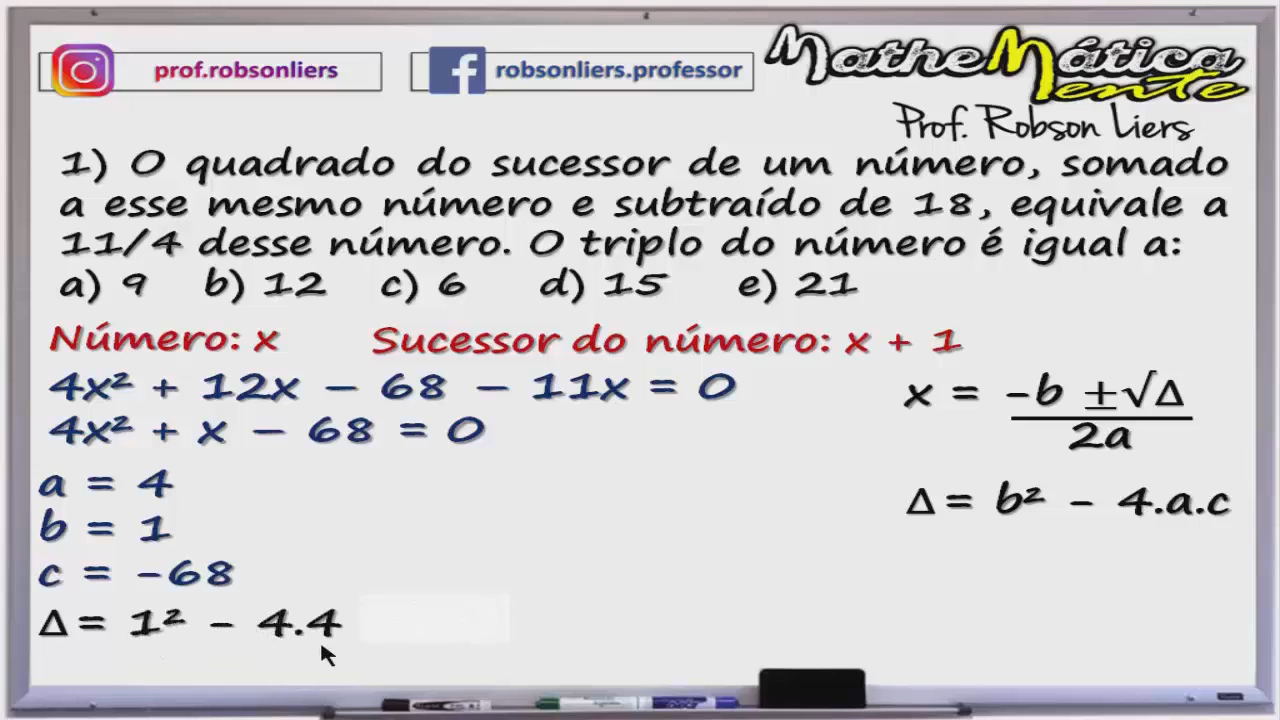 prof.robsonliers
robsonliers.professor
MatheMática
Mente
Prof. Robson Liers
1) O quadrado do sucessor de um número, somado
a esse mesmo número e subtraído de 18, equivale a
11/4 desse número. O triplo do número é igual a:
a) 9 b) 12 c) 6 d) 15 e) 21
Número: x Sucessor do número: x + 1
4x² + 12x – 68 – 11x = 0
4x² + x – 68 = 0
x = -b ±√Δ
2a
a = 4
b = 1
c = -68
Δ = b² - 4.a.c
Δ = 1² - 4.4